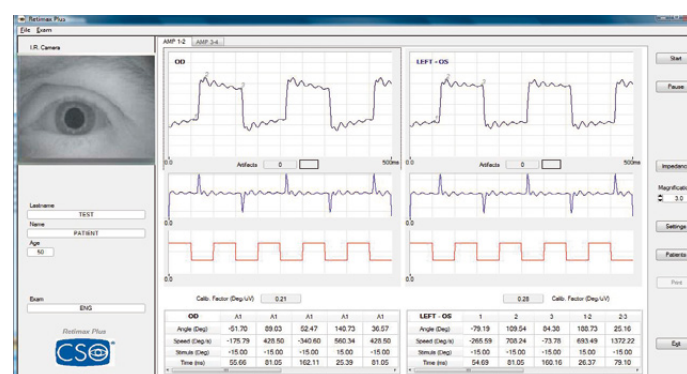 Retimax Plus
File Exam
I.R. Camera
AMP 1-2 AMP 3-4
OD
LEFT - OS
Start
Pause
0.0 Artifacts 0 500ms
0.0 Artifacts 0 500ms
Impedance
Magnification
3.0
Lastname
TEST
Name
PATIENT
Age
50
0.0
0.0
Settings
Patients
Print
0.0
0.0
Exam
ENG
Calib. Factor (Deg/uV) 0.21
0.28 Calib. Factor (Deg/uV)
Retimax Plus
CSO
OD A1 A1 A1 A1 A1
Angle (Deg) -51.70 89.83 52.47 140.73 36.57
Speed (Deg/s) -175.79 428.50 -340.60 560.34 428.50
Stimule (Deg) -15.00 -15.00 15.00 15.00 -15.00
Time (ms) 55.66 81.05 162.11 25.39 81.05
LEFT - OS 1 2 3 1-2 2-3
Angle (Deg) -79.19 109.54 84.38 188.73 25.16
Speed (Deg/s) -265.59 708.24 -73.78 693.49 1372.22
Stimule (Deg) -15.00 -15.00 15.00 -15.00 15.00
Time (ms) 54.69 81.05 160.16 26.37 79.10
Exit